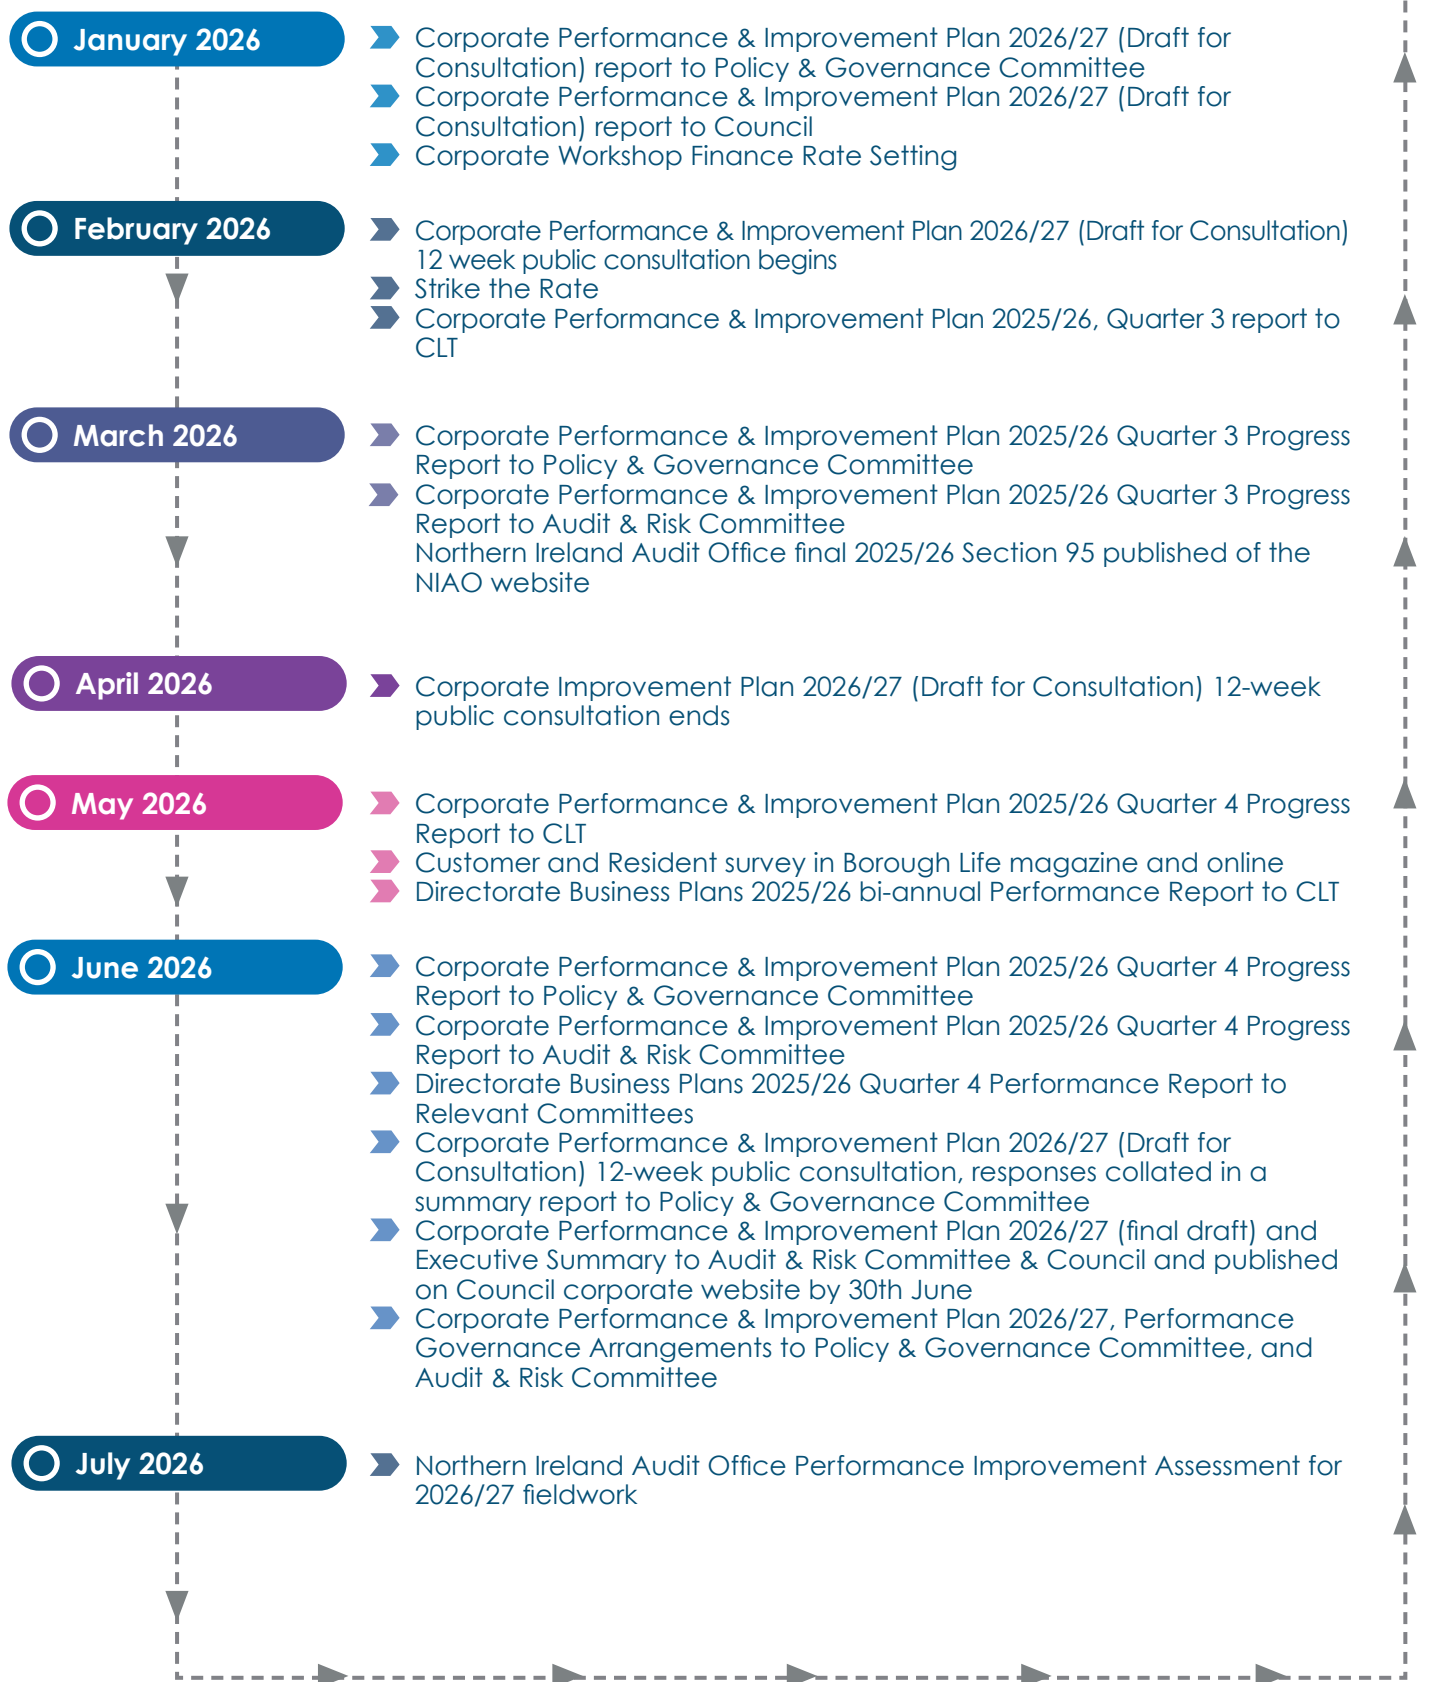 January 2026
Corporate Performance & Improvement Plan 2026/27 (Draft for
Consultation) report to Policy & Governance Committee
Corporate Performance & Improvement Plan 2026/27 (Draft for
Consultation) report to Council
Corporate Workshop Finance Rate Setting
February 2026
Corporate Performance & Improvement Plan 2026/27 (Draft for Consultation)
12 week public consultation begins
Strike the Rate
Corporate Performance & Improvement Plan 2025/26, Quarter 3 report to
CLT
March 2026
Corporate Performance & Improvement Plan 2025/26 Quarter 3 Progress
Report to Policy & Governance Committee
Corporate Performance & Improvement Plan 2025/26 Quarter 3 Progress
Report to Audit & Risk Committee
Northern Ireland Audit Office final 2025/26 Section 95 published of the
NIAO website
April 2026
Corporate Improvement Plan 2026/27 (Draft for Consultation) 12-week
public consultation ends
May 2026
Corporate Performance & Improvement Plan 2025/26 Quarter 4 Progress
Report to CLT
Customer and Resident survey in Borough Life magazine and online
Directorate Business Plans 2025/26 bi-annual Performance Report to CLT
June 2026
Corporate Performance & Improvement Plan 2025/26 Quarter 4 Progress
Report to Policy & Governance Committee
Corporate Performance & Improvement Plan 2025/26 Quarter 4 Progress
Report to Audit & Risk Committee
Directorate Business Plans 2025/26 Quarter 4 Performance Report to
Relevant Committees
Corporate Performance & Improvement Plan 2026/27 (Draft for
Consultation) 12-week public consultation, responses collated in a
summary report to Policy & Governance Committee
Corporate Performance & Improvement Plan 2026/27 (final draft) and
Executive Summary to Audit & Risk Committee & Council and published
on Council corporate website by 30th June
Corporate Performance & Improvement Plan 2026/27, Performance
Governance Arrangements to Policy & Governance Committee, and
Audit & Risk Committee
July 2026
Northern Ireland Audit Office Performance Improvement Assessment for
2026/27 fieldwork